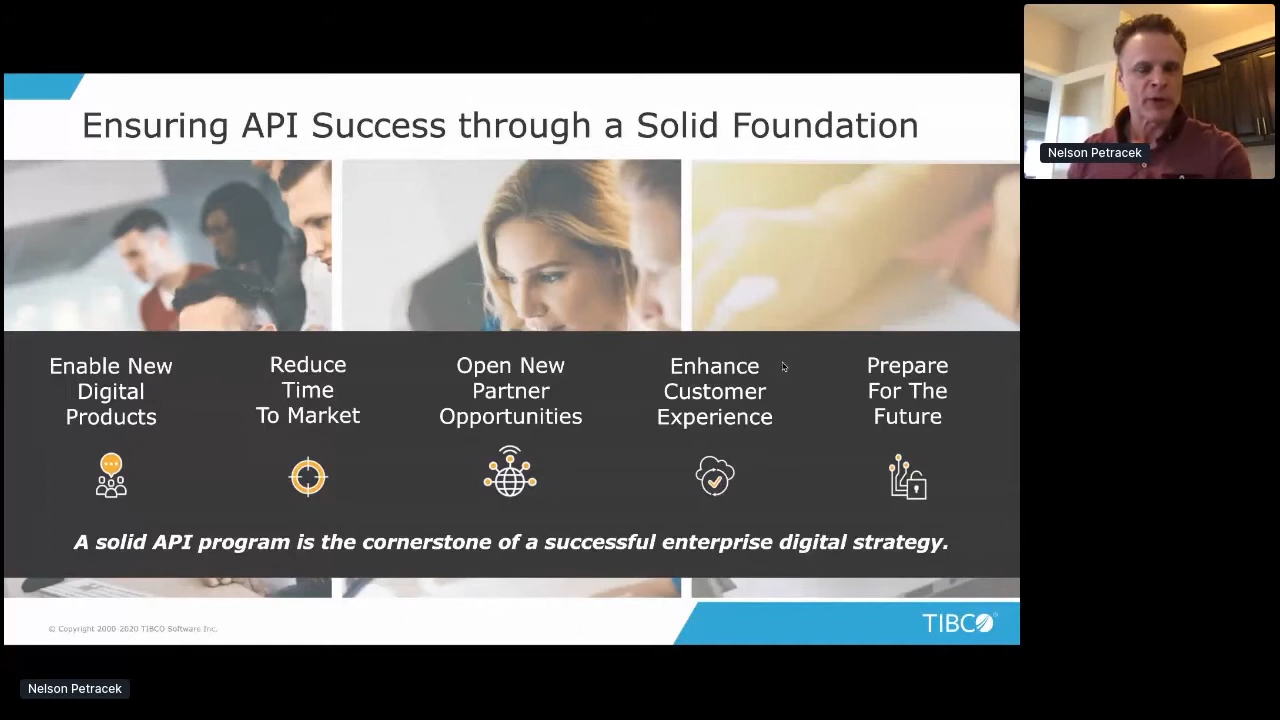 Ensuring API Success through a Solid Foundation
Enable New
Digital
Products
Reduce
Time
To Market
Open New
Partner
Opportunities
Enhance
Customer
Experience
Prepare
For The
Future
A solid API program is the cornerstone of a successful enterprise digital strategy.
© Copyright 2000-2020 TIBCO Software Inc.
TIBCO®
Nelson Petracek
Nelson Petracek